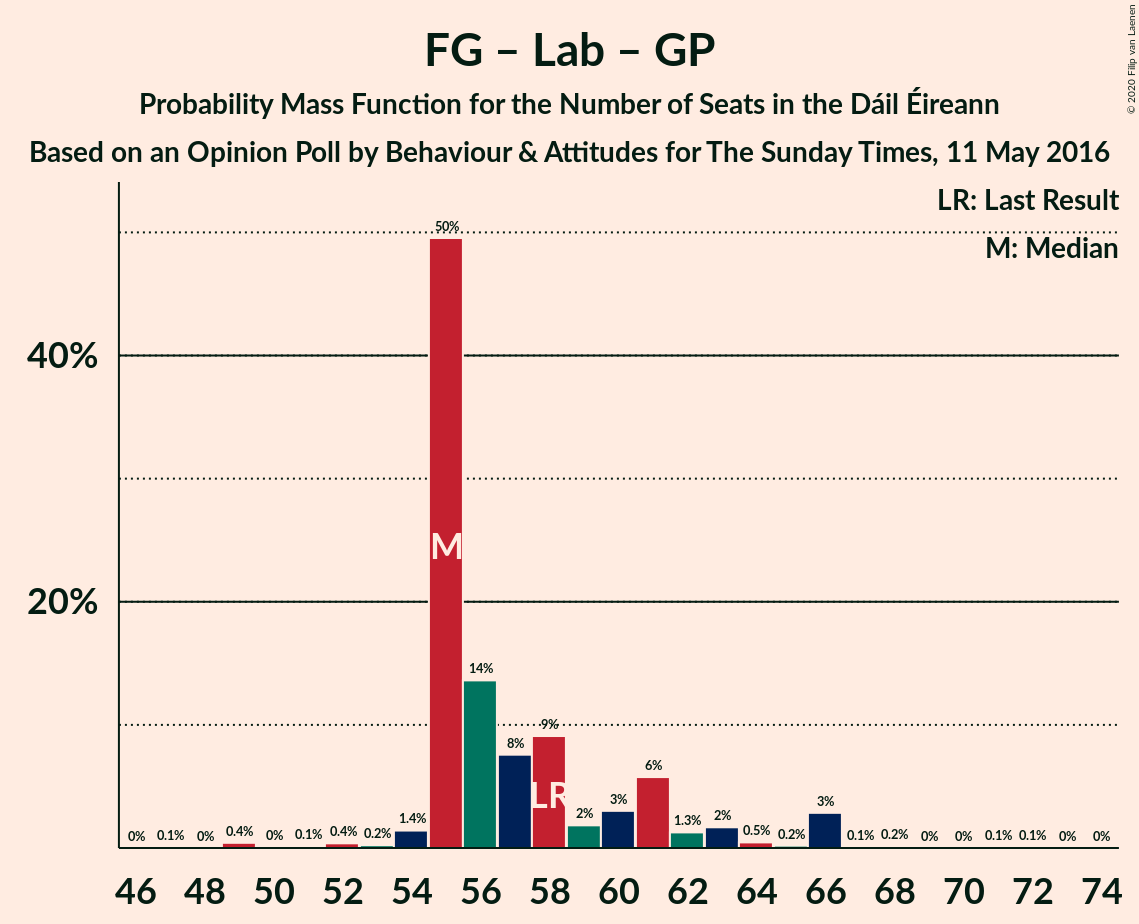 FG – Lab – GP
Probability Mass Function for the Number of Seats in the Dáil Éireann
Based on an Opinion Poll by Behaviour & Attitudes for The Sunday Times, 11 May 2016
© 2020 Filip van Laenen
LR: Last Result
M: Median
40%
20%
0% 0.1% 0% 0.4% 0% 0.1% 0.4% 0.2% 1.4% 50% 14% 8% 9% 2% 3% 6% 1.3% 2% 0.5% 0.2% 3% 0.1% 0.2% 0% 0% 0.1% 0.1% 0% 0%
M
LR
46 48 50 52 54 56 58 60 62 64 66 68 70 72 74